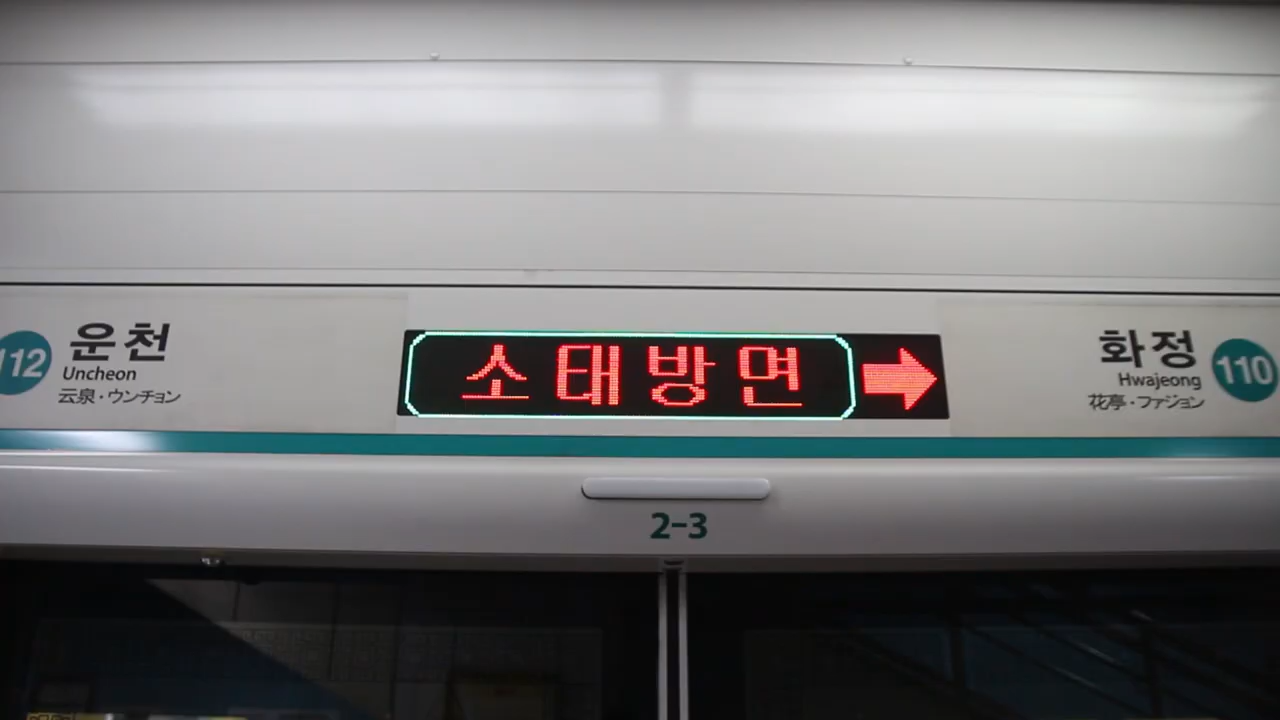 112
운천
Uncheon
云泉·ウンチョン
소태방면
화정
Hwajeong
花亭·ファジョン
110
2-3